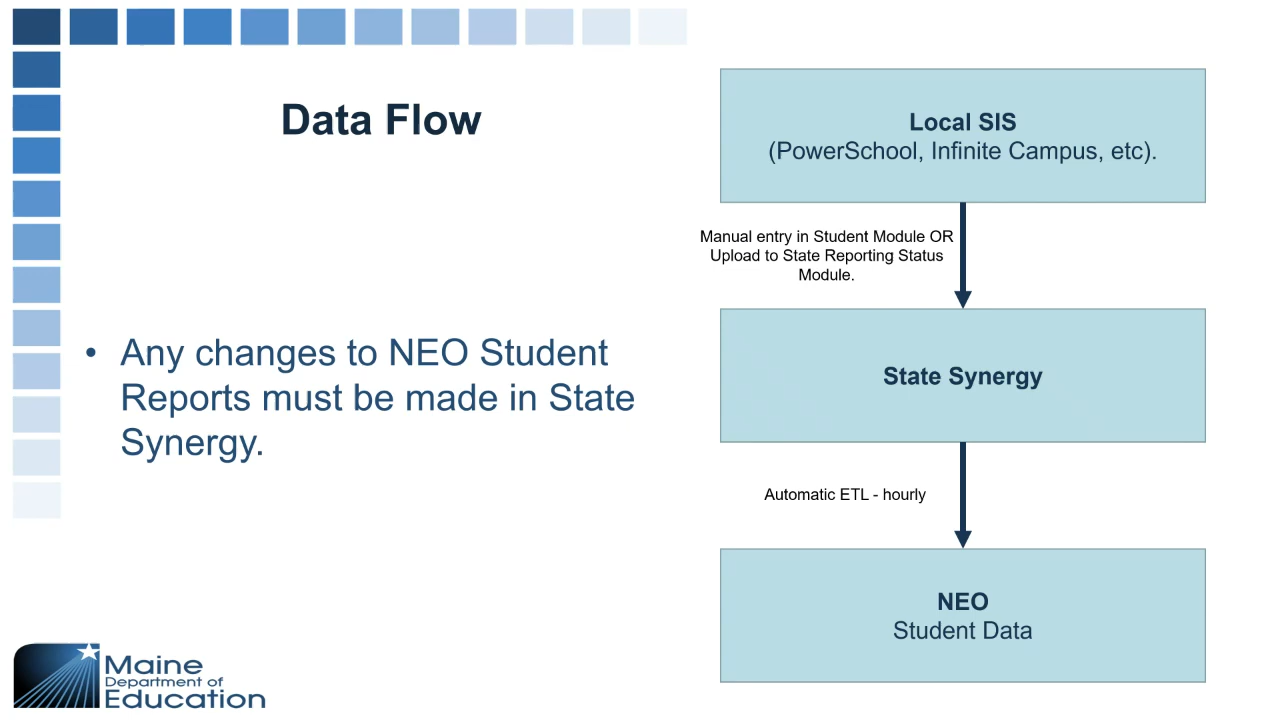 Data Flow
• Any changes to NEO Student
Reports must be made in State
Synergy.
Local SIS
(PowerSchool, Infinite Campus, etc).
Manual entry in Student Module OR
Upload to State Reporting Status
Module.
State Synergy
Automatic ETL - hourly
NEO
Student Data
Maine
Department of
Education